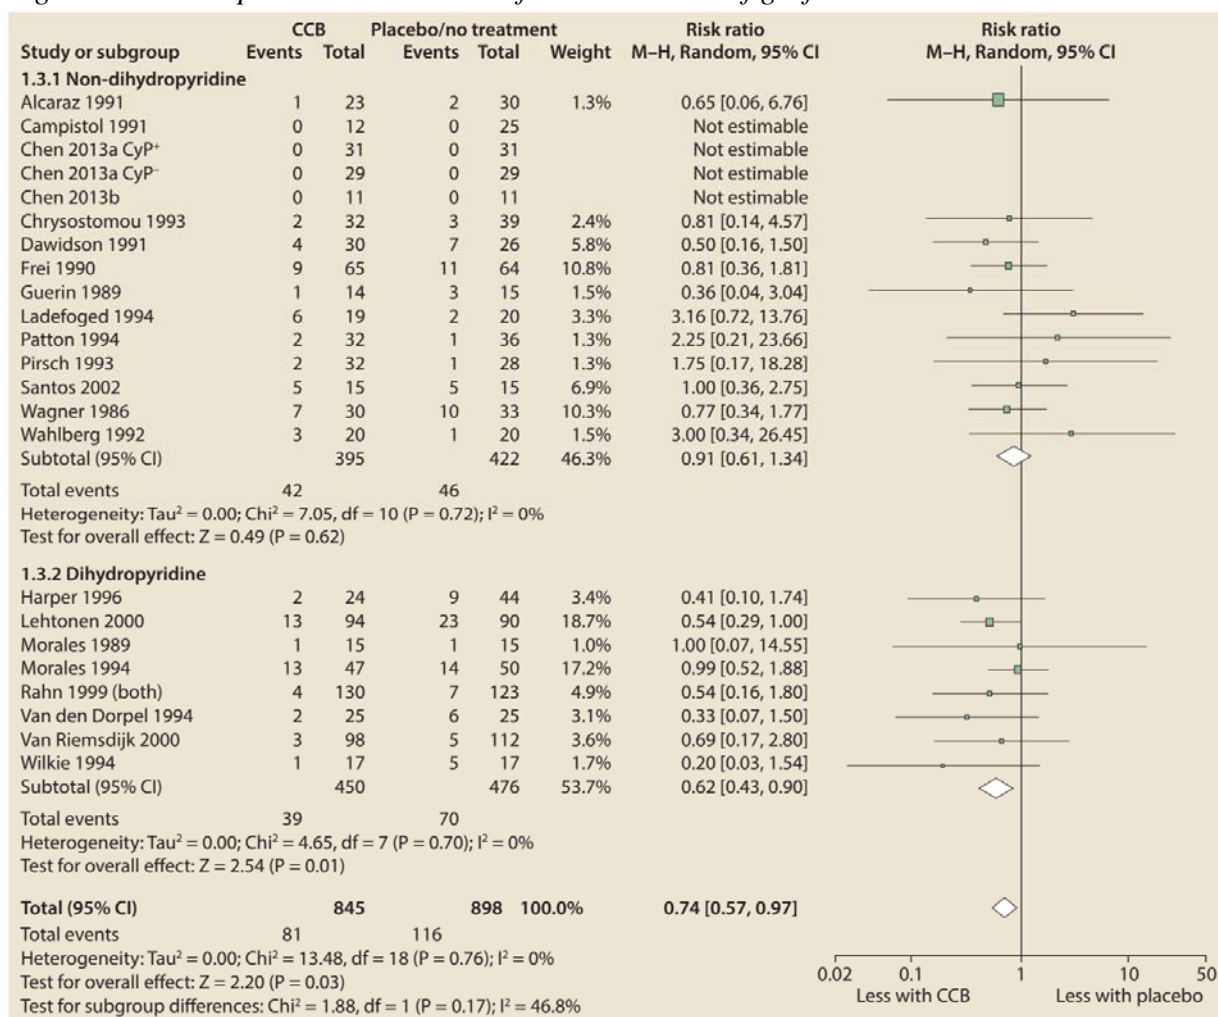 CCB Placebo/no treatment Risk ratio Risk ratio
Study or subgroup Events Total Events Total Weight M–H, Random, 95% CI M–H, Random, 95% CI
1.3.1 Non-dihydropyridine
Alcaraz 1991 1 23 2 30 1.3% 0.65 [0.06, 6.76]
Campistol 1991 0 12 0 25 Not estimable
Chen 2013a CyP⁺ 0 31 0 31 Not estimable
Chen 2013a CyP⁻ 0 29 0 29 Not estimable
Chen 2013b 0 11 0 11 Not estimable
Chrysostomou 1993 2 32 3 39 2.4% 0.81 [0.14, 4.57]
Dawidson 1991 4 30 7 26 5.8% 0.50 [0.16, 1.50]
Frei 1990 9 65 11 64 10.8% 0.81 [0.36, 1.81]
Guerin 1989 1 14 3 15 1.5% 0.36 [0.04, 3.04]
Ladefoged 1994 6 19 2 20 3.3% 3.16 [0.72, 13.76]
Patton 1994 2 32 1 36 1.3% 2.25 [0.21, 23.66]
Pirsch 1993 2 32 1 28 1.3% 1.75 [0.17, 18.28]
Santos 2002 5 15 5 15 6.9% 1.00 [0.36, 2.75]
Wagner 1986 7 30 10 33 10.3% 0.77 [0.34, 1.77]
Wahlberg 1992 3 20 1 20 1.5% 3.00 [0.34, 26.45]
Subtotal (95% CI) 395 422 46.3% 0.91 [0.61, 1.34]
Total events 42 46
Heterogeneity: Tau² = 0.00; Chi² = 7.05, df = 10 (P = 0.72); I² = 0%
Test for overall effect: Z = 0.49 (P = 0.62)
1.3.2 Dihydropyridine
Harper 1996 2 24 9 44 3.4% 0.41 [0.10, 1.74]
Lehtonen 2000 13 94 23 90 18.7% 0.54 [0.29, 1.00]
Morales 1989 1 15 1 15 1.0% 1.00 [0.07, 14.55]
Morales 1994 13 47 14 50 17.2% 0.99 [0.52, 1.88]
Rahn 1999 (both) 4 130 7 123 4.9% 0.54 [0.16, 1.80]
Van den Dorpel 1994 2 25 6 25 3.1% 0.33 [0.07, 1.50]
Van Riemsdijk 2000 3 98 5 112 3.6% 0.69 [0.17, 2.80]
Wilkie 1994 1 17 5 17 1.7% 0.20 [0.03, 1.54]
Subtotal (95% CI) 450 476 53.7% 0.62 [0.43, 0.90]
Total events 39 70
Heterogeneity: Tau² = 0.00; Chi² = 4.65, df = 7 (P = 0.70); I² = 0%
Test for overall effect: Z = 2.54 (P = 0.01)
Total (95% CI) 845 898 100.0% 0.74 [0.57, 0.97]
Total events 81 116
Heterogeneity: Tau² = 0.00; Chi² = 13.48, df = 18 (P = 0.76); I² = 0%
Test for overall effect: Z = 2.20 (P = 0.03)
Test for subgroup differences: Chi² = 1.88, df = 1 (P = 0.17); I² = 46.8%
0.02 0.1 1 10 50
Less with CCB Less with placebo